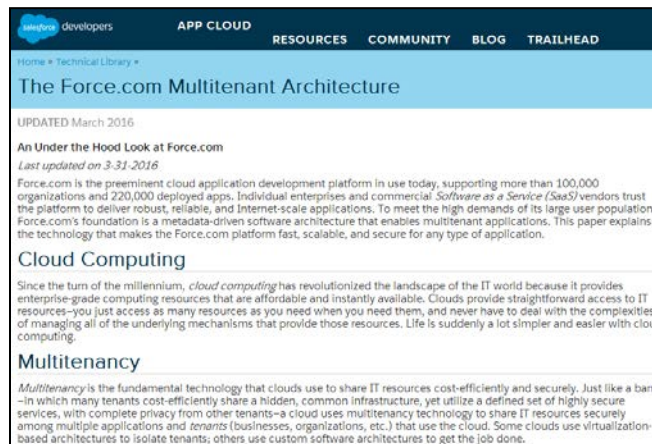 salesforce developers
APP CLOUD
RESOURCES COMMUNITY BLOG TRAILHEAD
Home » Technical Library »
The Force.com Multitenant Architecture
UPDATED March 2016
An Under the Hood Look at Force.com
Last updated on 3-31-2016
Force.com is the preeminent cloud application development platform in use today, supporting more than 100,000
organizations and 220,000 deployed apps. Individual enterprises and commercial Software as a Service (SaaS) vendors trust
the platform to deliver robust, reliable, and Internet-scale applications. To meet the high demands of its large user population
Force.com's foundation is a metadata-driven software architecture that enables multitenant applications. This paper explains
the technology that makes the Force.com platform fast, scalable, and secure for any type of application.
Cloud Computing
Since the turn of the millennium, cloud computing has revolutionized the landscape of the IT world because it provides
enterprise-grade computing resources that are affordable and instantly available. Clouds provide straightforward access to IT
resources–you just access as many resources as you need when you need them, and never have to deal with the complexities
of managing all of the underlying mechanisms that provide those resources. Life is suddenly a lot simpler and easier with clou
computing.
Multitenancy
Multitenancy is the fundamental technology that clouds use to share IT resources cost-efficiently and securely. Just like a ban
–in which many tenants cost-efficiently share a hidden, common infrastructure, yet utilize a defined set of highly secure
services, with complete privacy from other tenants–a cloud uses multitenancy technology to share IT resources securely
among multiple applications and tenants (businesses, organizations, etc.) that use the cloud. Some clouds use virtualization-
based architectures to isolate tenants; others use custom software architectures to get the job done.